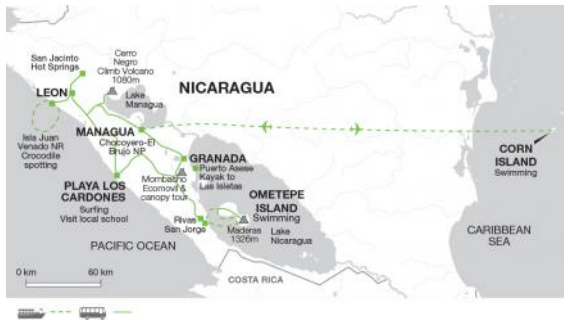 San Jacinto
Hot Springs
Cerro
Negro
Climb Volcano
1080m
LEON
Lake
Managua
NICARAGUA
MANAGUA
Chocoyero-El
Brujo NP
Isla Juan
Venado NR
Crocodile
spotting
GRANADA
Puerto Asese
Kayak to
Las Isletas
Mombacho
Ecomovil &
canopy tour
PLAYA LOS
CARDONES
Surfing
Visit local school
OMETEPE
ISLAND
Swimming
Rivas
San Jorge
Maderas
1326m
Lake
Nicaragua
CORN
ISLAND
Swimming
PACIFIC OCEAN
CARIBBEAN
SEA
COSTA RICA
0 km
60 km